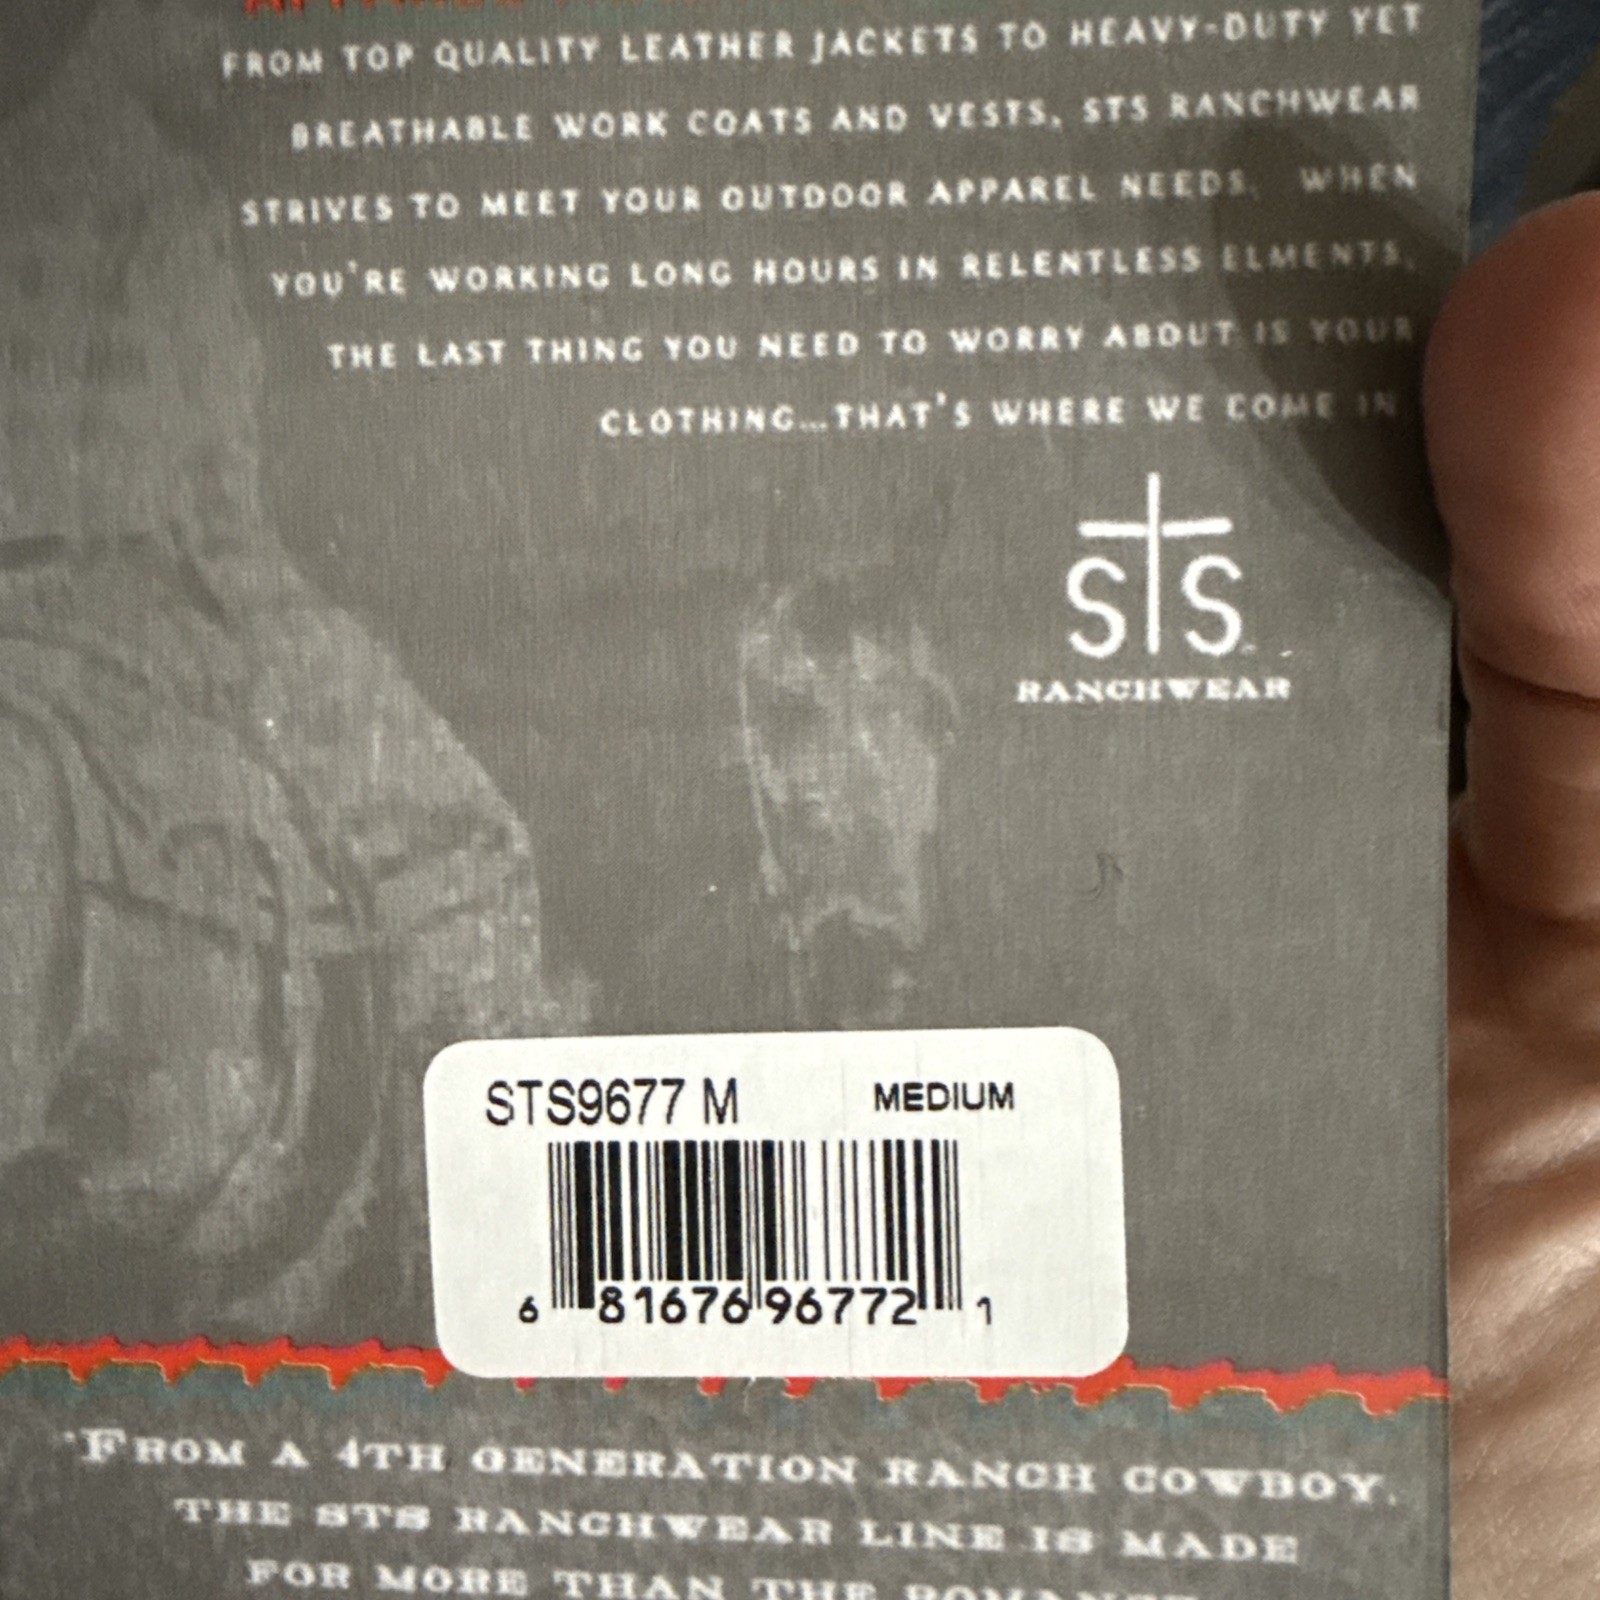 FROM TOP QUALITY LEATHER JACKETS TO HEAVY-DUTY YET
BREATHABLE WORK COATS AND VESTS, STS RANCHWEAR
STRIVES TO MEET YOUR OUTDOOR APPAREL NEEDS. WHEN
YOU'RE WORKING LONG HOURS IN RELENTLESS ELMENTS,
THE LAST THING YOU NEED TO WORRY ABOUT IS YOUR
CLOTHING...THAT'S WHERE WE COME IN
STS
RANCHWEAR
STS9677 M MEDIUM
6 81676 96772 1
"FROM A 4TH GENERATION RANCH COWBOY,
THE STS RANCHWEAR LINE IS MADE
FOR MORE THAN THE ROMANCE